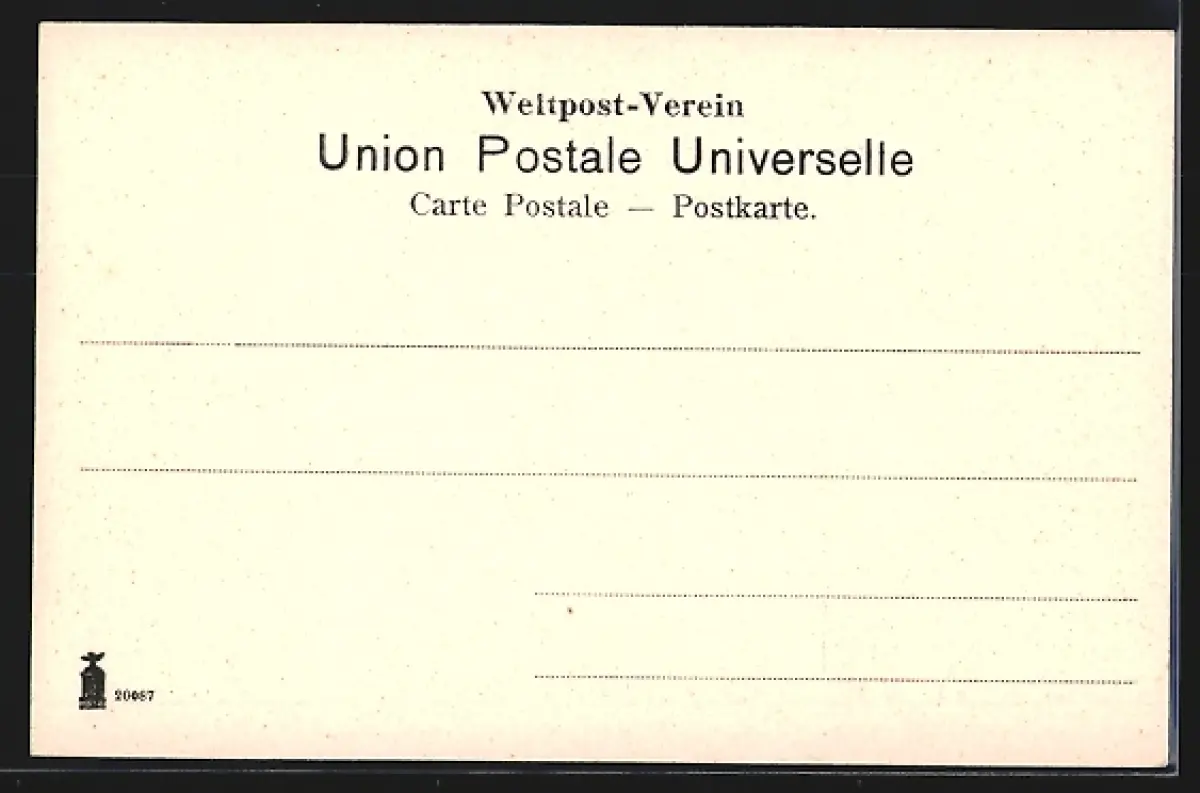 Weltpost-Verein
Union Postale Universelle
Carte Postale — Postkarte.
20087